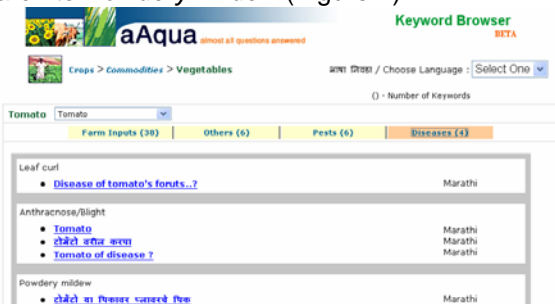 Keyword Browser
BETA
aAqua almost all questions answered
Crops > Commodities > Vegetables
भाषा निवडा / Choose Language : Select One
() - Number of Keywords
Tomato Tomato
Farm Inputs (38) Others (6) Pests (6) Diseases (4)
Leaf curl
Disease of tomato's foruts..? Marathi
Anthracnose/Blight
Tomato Marathi
टोमॅटो वरील करपा Marathi
Tomato of disease ? Marathi
Powdery mildew
टोमॅटो या पिकावर फ्लावरचे पिक Marathi